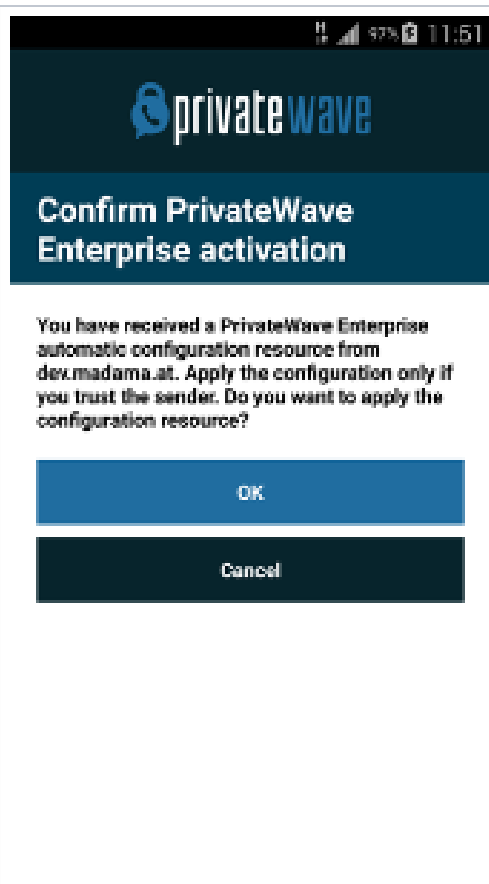 97% 11:51
privatewave
Confirm PrivateWave
Enterprise activation
You have received a PrivateWave Enterprise
automatic configuration resource from
dev.madama.at. Apply the configuration only if
you trust the sender. Do you want to apply the
configuration resource?
OK
Cancel